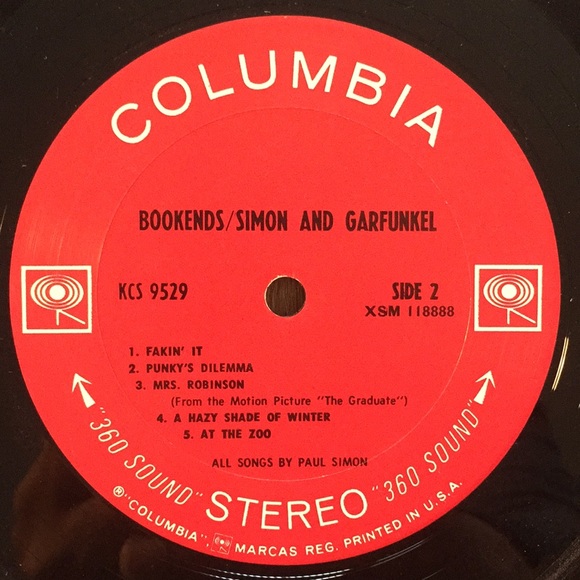 COLUMBIA
BOOKENDS/SIMON AND GARFUNKEL
KCS 9529
SIDE 2
XSM 118888
1. FAKIN' IT
2. PUNKY'S DILEMMA
3. MRS. ROBINSON
(From the Motion Picture "The Graduate")
4. A HAZY SHADE OF WINTER
5. AT THE ZOO
ALL SONGS BY PAUL SIMON
"360 SOUND" STEREO "360 SOUND"
® "COLUMBIA", MARCAS REG. PRINTED IN U.S.A.